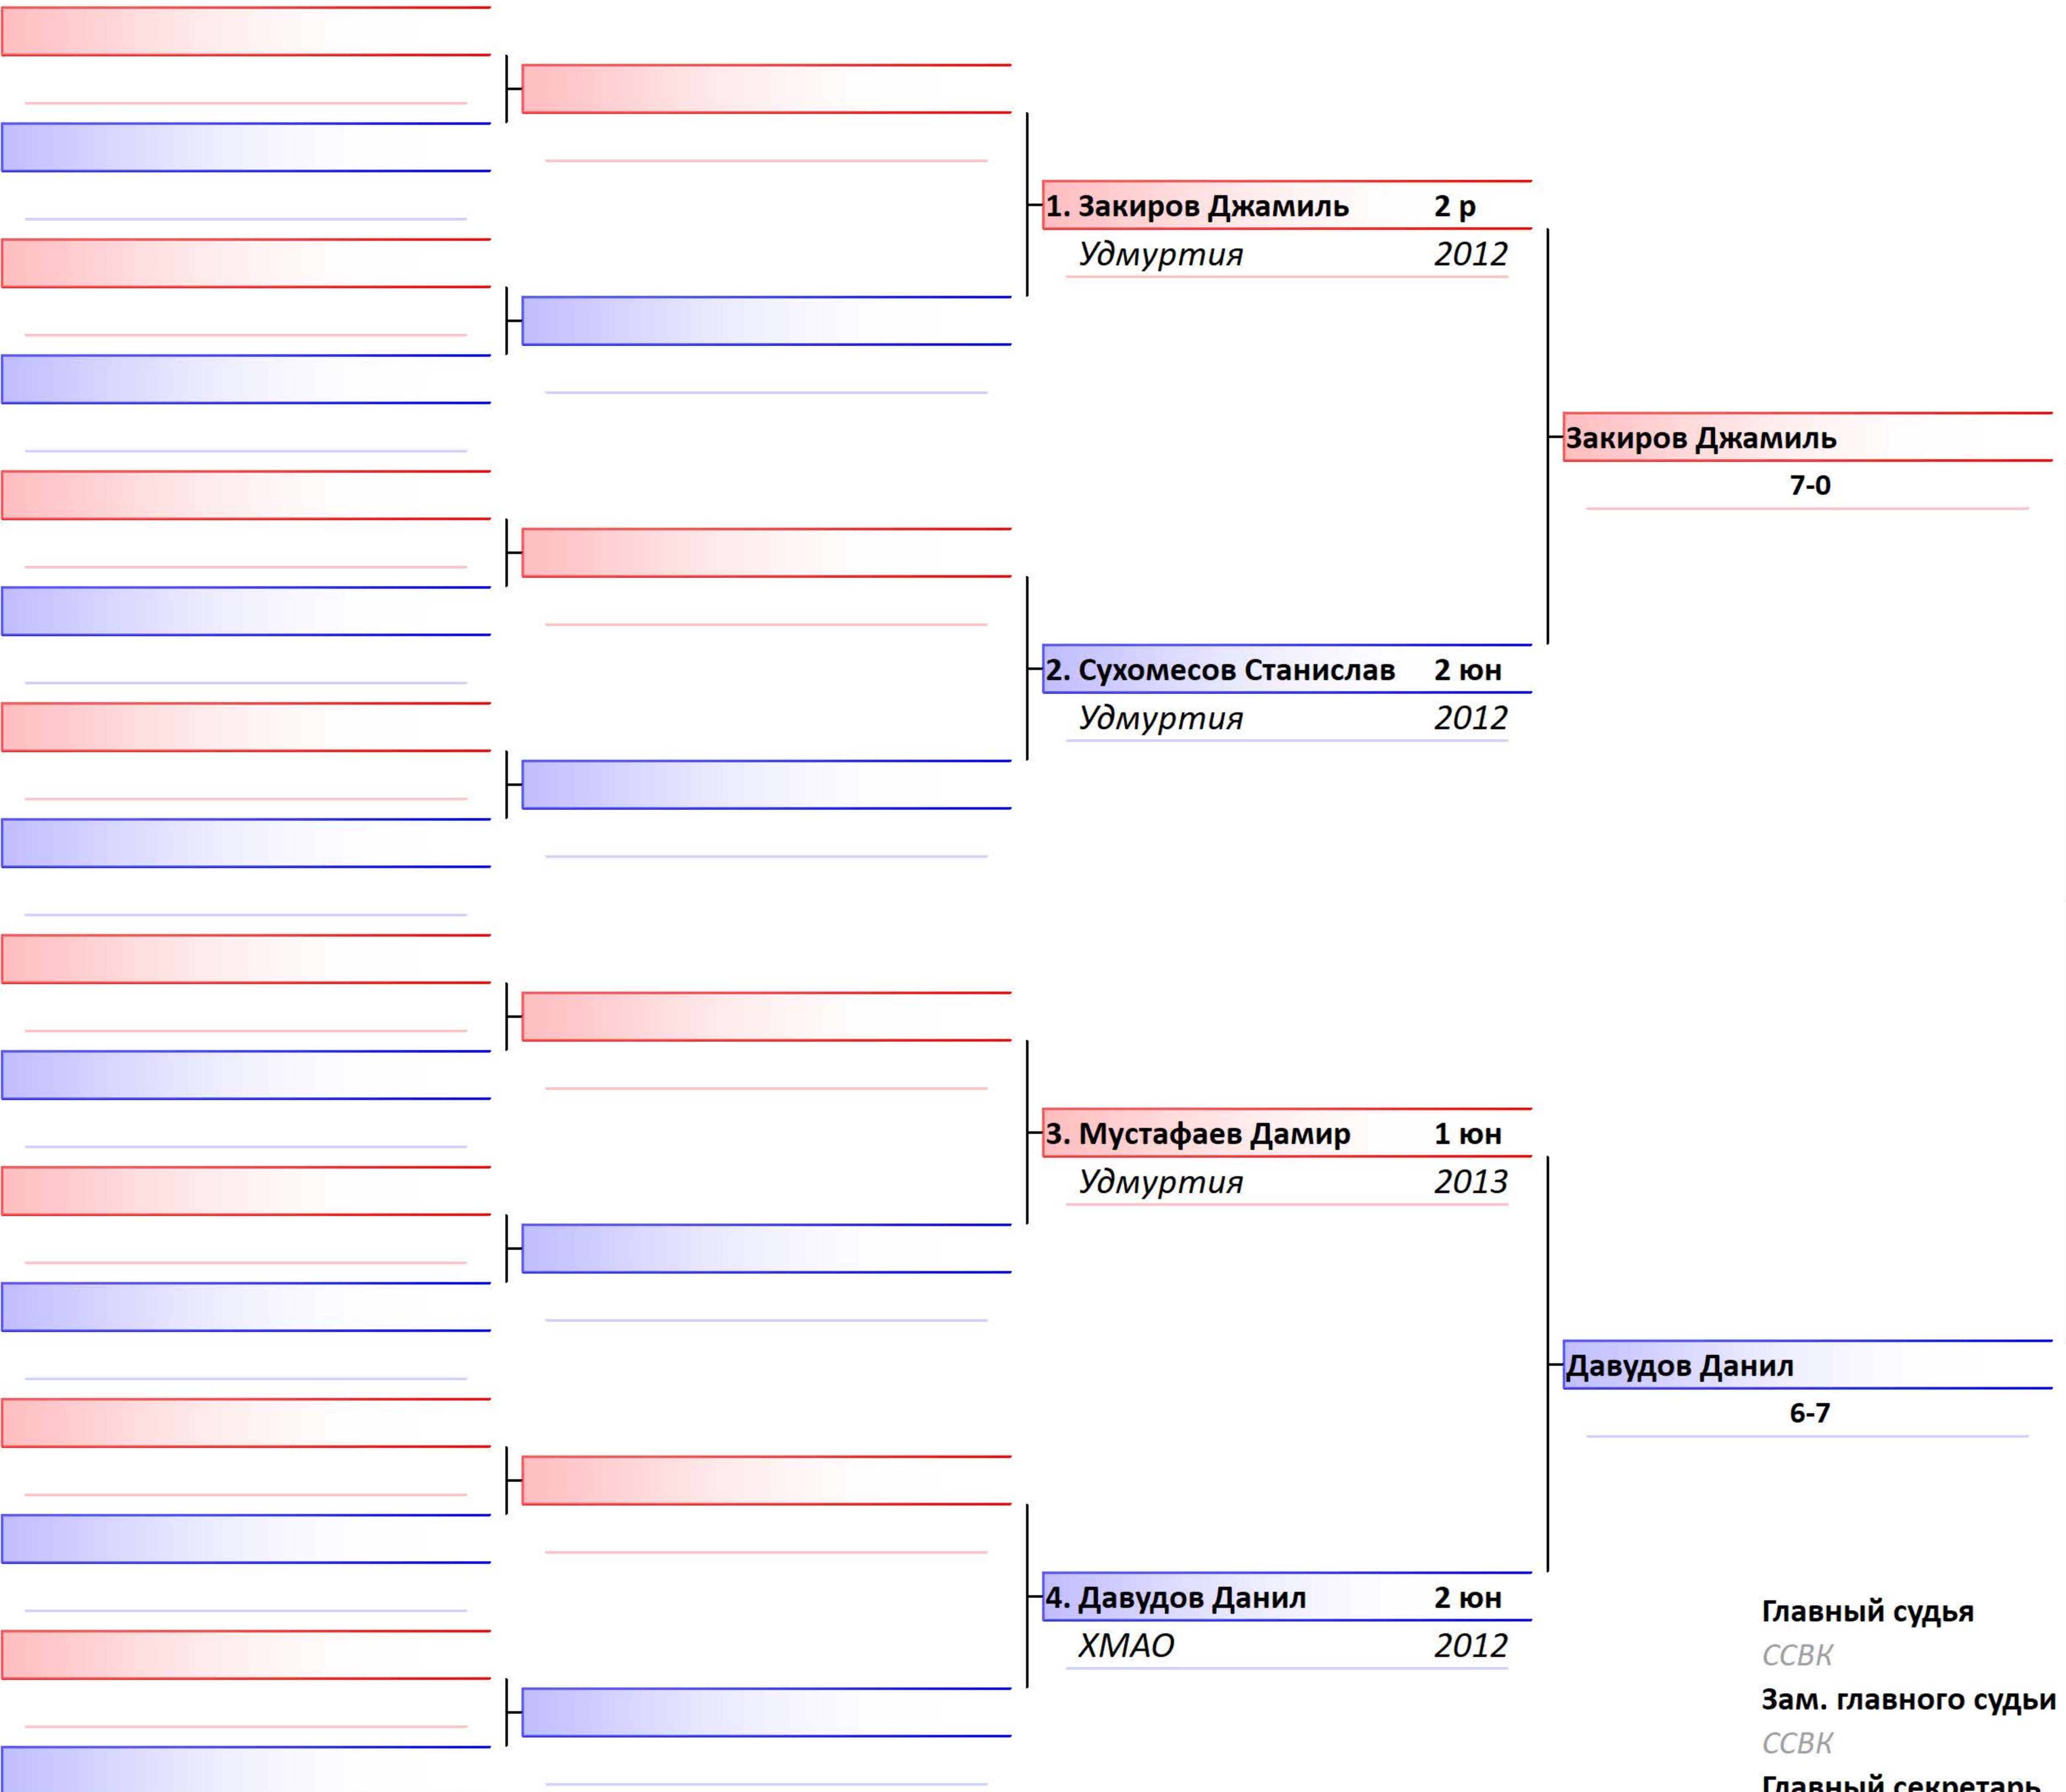 1. Закиров Джамиль 2 р
Удмуртия 2012
Закиров Джамиль
7-0
2. Сухомесов Станислав 2 юн
Удмуртия 2012
3. Мустафаев Дамир 1 юн
Удмуртия 2013
Давудов Данил
6-7
4. Давудов Данил 2 юн
ХМАО 2012
Главный судья
ССВК
Зам. главного судьи
ССВК
Главный секретарь